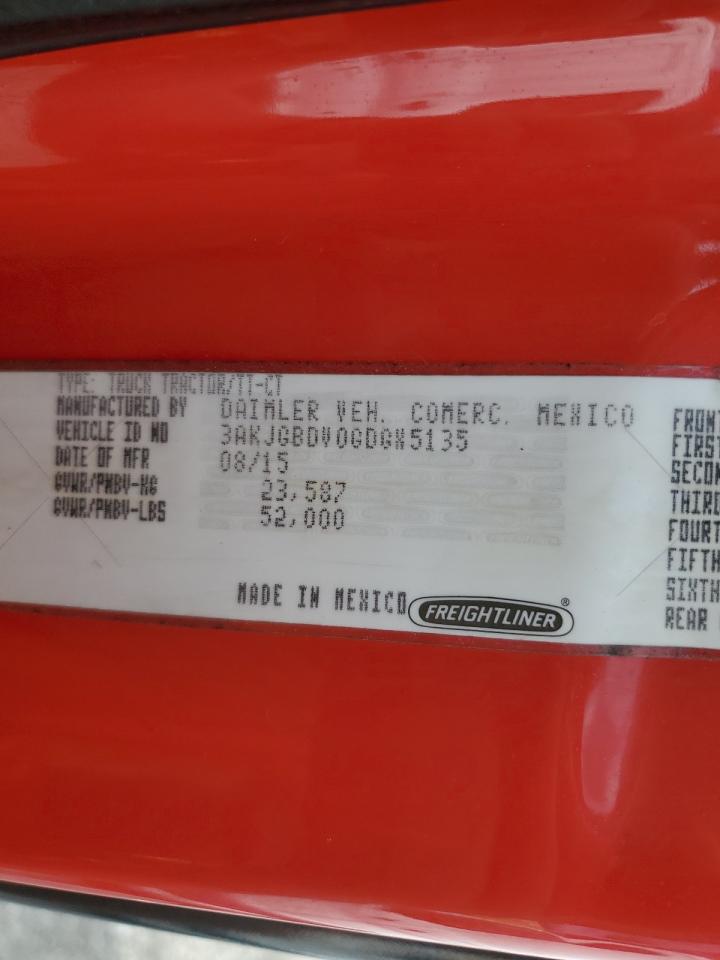 TYPE: TRUCK TRACTOR/TT-CT
MANUFACTURED BY DAIMLER VEH. COMERC. MEXICO
VEHICLE ID NO 3AKJGBDV0GDGX5135
DATE OF MFR 08/15
GVWR/PNBV-KG 23,587
GVWR/PNBV-LBS 52,000
MADE IN MEXICO FREIGHTLINER®
FRON
FIRST
SECON
THIRD
FOURT
FIFTH
SIXTH
REAR